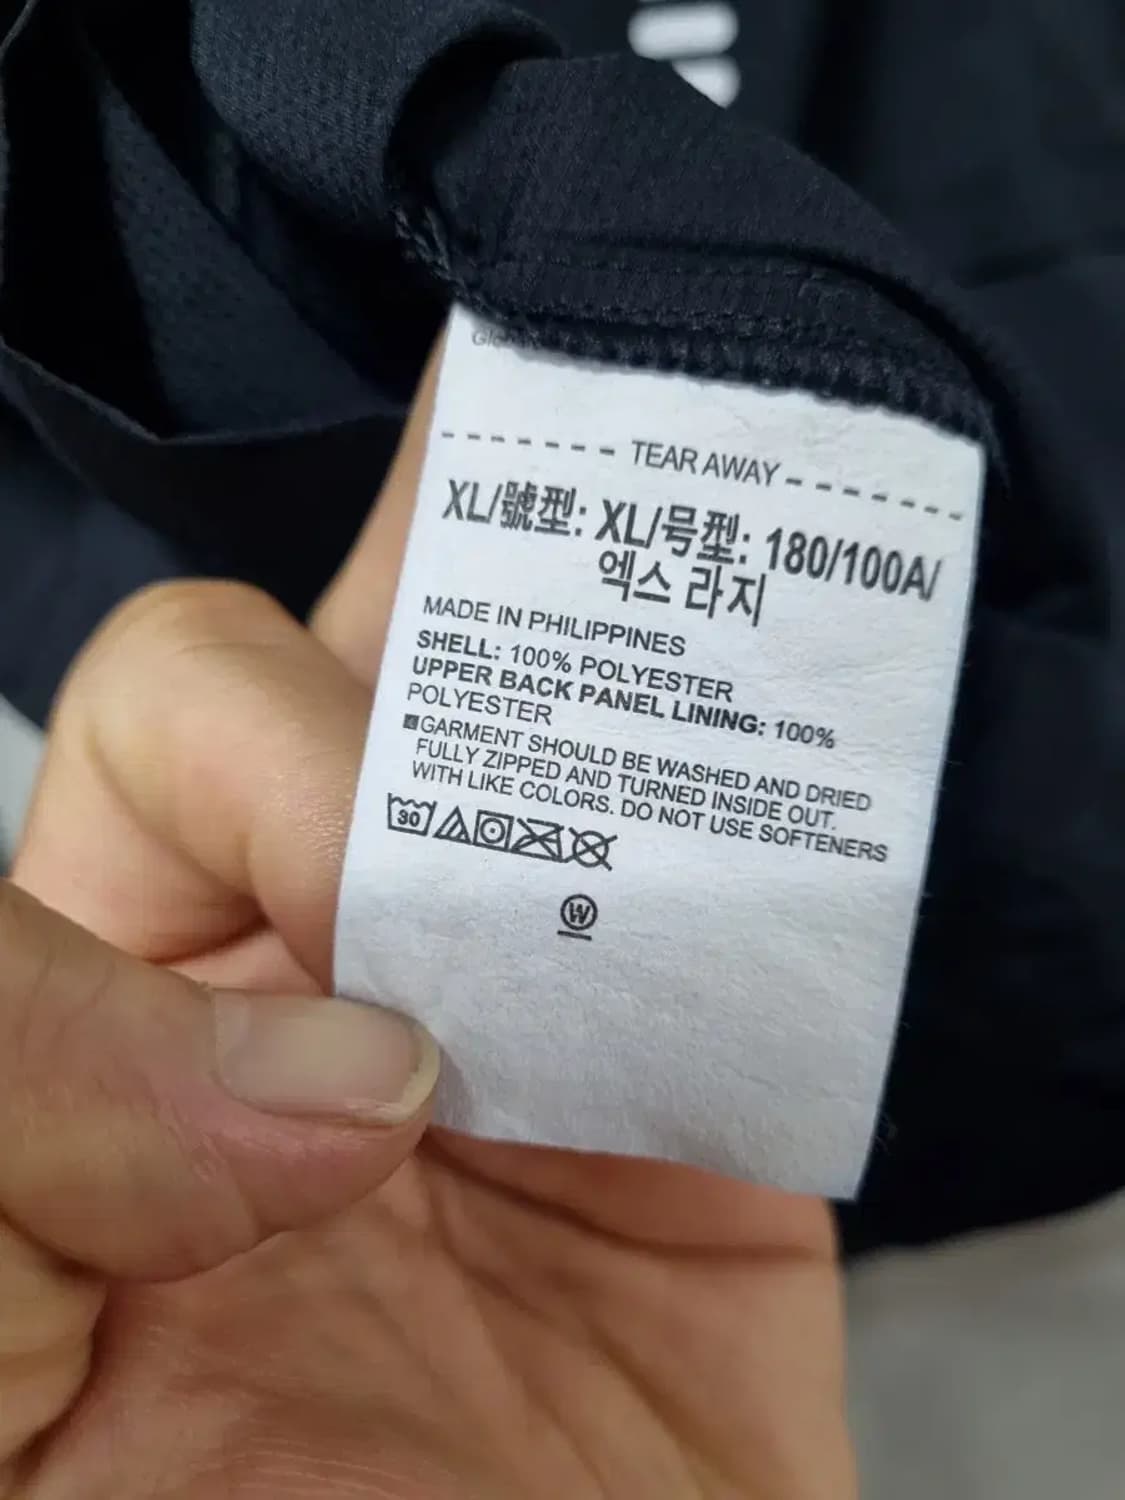 TEAR AWAY
XL/號型: XL/号型: 180/100A/
엑스 라지
MADE IN PHILIPPINES
SHELL: 100% POLYESTER
UPPER BACK PANEL LINING: 100%
POLYESTER
GARMENT SHOULD BE WASHED AND DRIED
FULLY ZIPPED AND TURNED INSIDE OUT.
WITH LIKE COLORS. DO NOT USE SOFTENERS
30
W